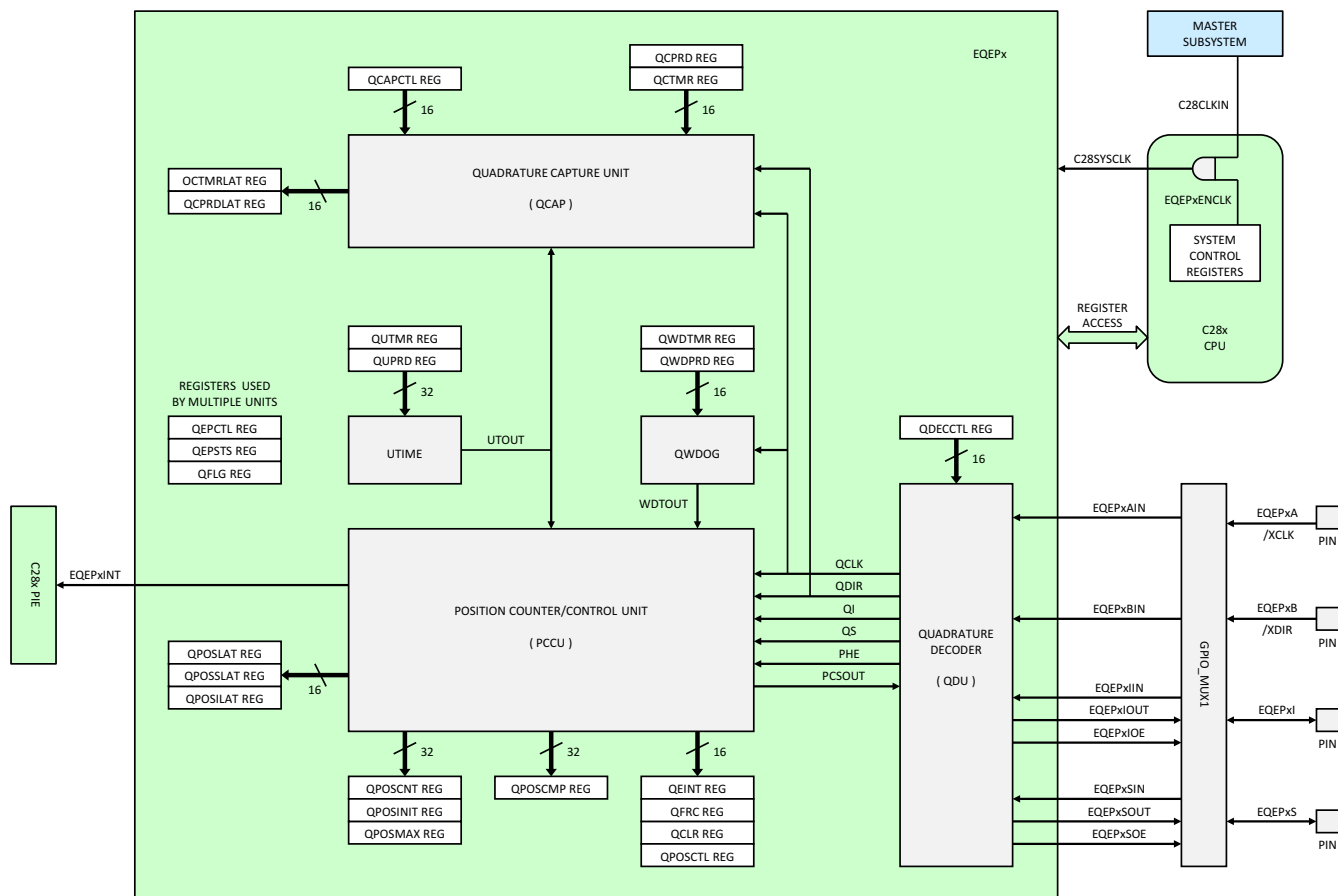 EQEPx
MASTER
SUBSYSTEM
C28CLKIN
QCAPCTL REG
16
QCPRD REG
QCTMR REG
16
QUADRATURE CAPTURE UNIT
( QCAP )
OCTMRLAT REG
QCPRDLAT REG
16
C28SYSCLK
EQEPxENCLK
SYSTEM
CONTROL
REGISTERS
REGISTER
ACCESS
C28x
CPU
QUTMR REG
QUPRD REG
32
QWDTMR REG
QWDPRD REG
16
REGISTERS USED
BY MULTIPLE UNITS
QEPCTL REG
QEPSTS REG
QFLG REG
UTIME
UTOUT
QWDOG
WDTOUT
QDECCTL REG
16
C28x PIE
EQEPxINT
POSITION COUNTER/CONTROL UNIT
( PCCU )
QCLK
QDIR
QI
QS
PHE
PCSOUT
QUADRATURE
DECODER
( QDU )
EQEPxAIN
EQEPxBIN
EQEPxIIN
EQEPxIOUT
EQEPxIOE
EQEPxSIN
EQEPxSOUT
EQEPxSOE
GPIO_MUX1
EQEPxA
/XCLK
PIN
EQEPxB
/XDIR
PIN
EQEPxI
PIN
EQEPxS
PIN
QPOSLAT REG
QPOSSLAT REG
QPOSILAT REG
16
32
QPOSCNT REG
QPOSINIT REG
QPOSMAX REG
32
QPOSCMP REG
16
QEINT REG
QFRC REG
QCLR REG
QPOSCTL REG